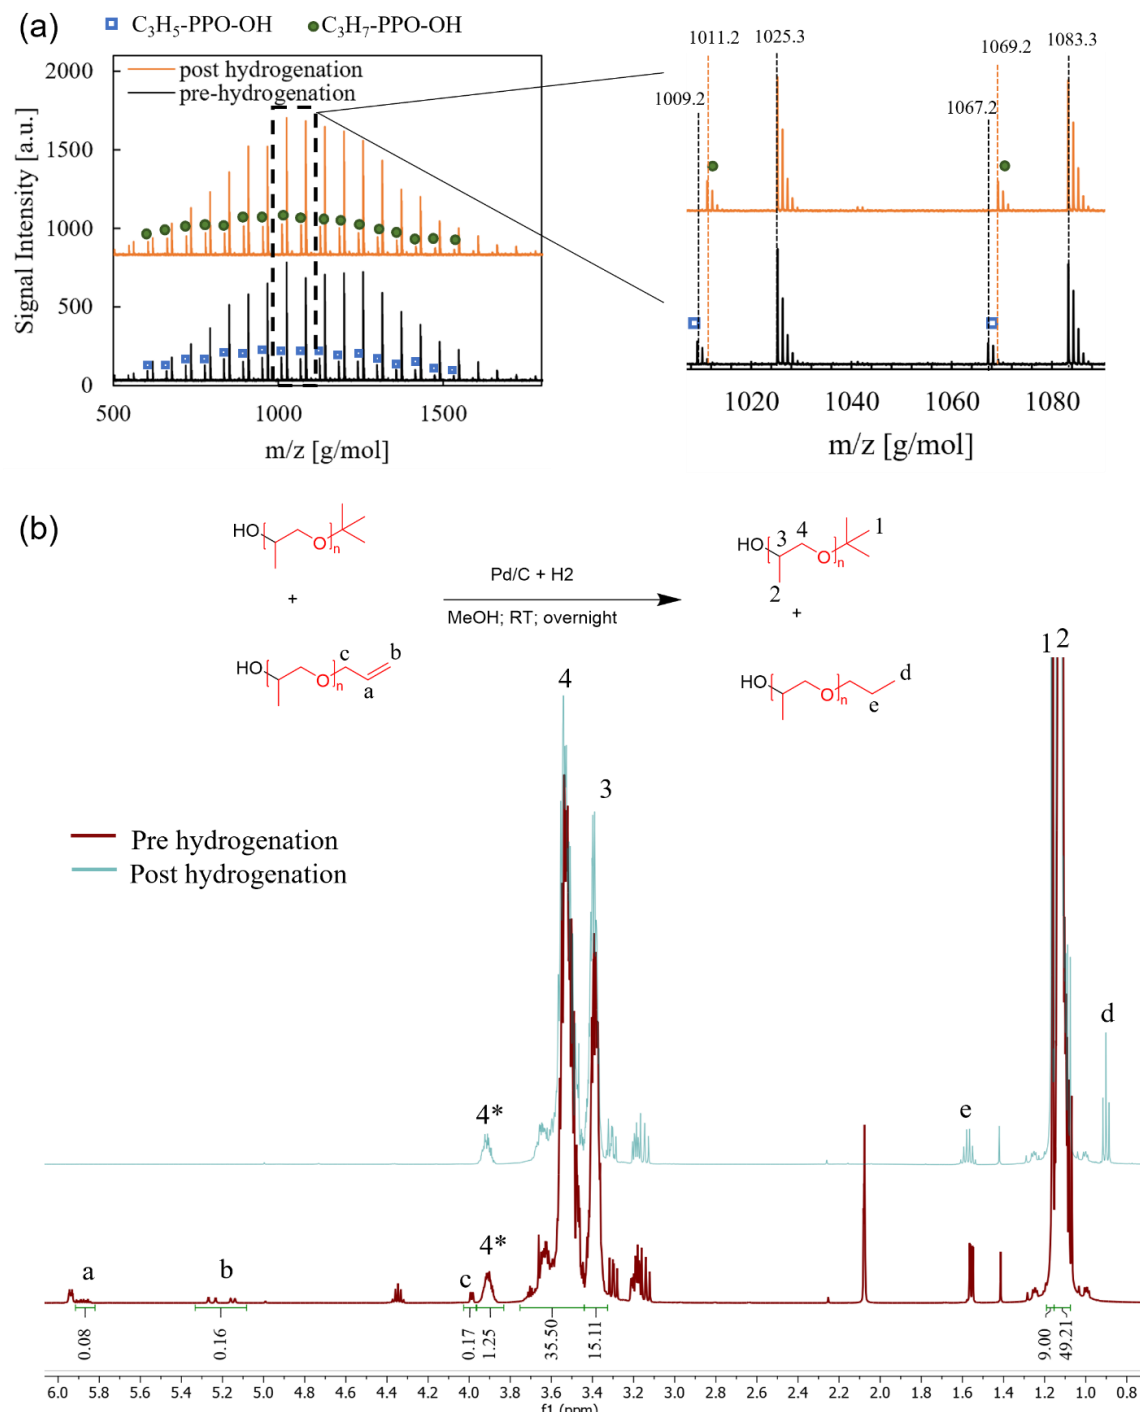 (a)
C3H5-PPO-OH
C3H7-PPO-OH
post hydrogenation
pre-hydrogenation
Signal Intensity [a.u.]
2000
1500
1000
500
0
500
1000
1500
m/z [g/mol]
1009.2
1011.2
1025.3
1067.2
1069.2
1083.3
1020
1040
1060
1080
m/z [g/mol]
(b)
HO
O
n
+
HO
O
n
c
b
a
Pd/C + H2
MeOH; RT; overnight
HO
3
4
O
n
1
2
+
HO
O
n
d
e
Pre hydrogenation
Post hydrogenation
4
3
1 2
4*
e
d
a
b
c
4*
0.08
0.16
0.17
1.25
35.50
15.11
9.00
49.21
6.0 5.8 5.6 5.4 5.2 5.0 4.8 4.6 4.4 4.2 4.0 3.8 3.6 3.4 3.2 3.0 2.8 2.6 2.4 2.2 2.0 1.8 1.6 1.4 1.2 1.0 0.8
f1 (ppm)